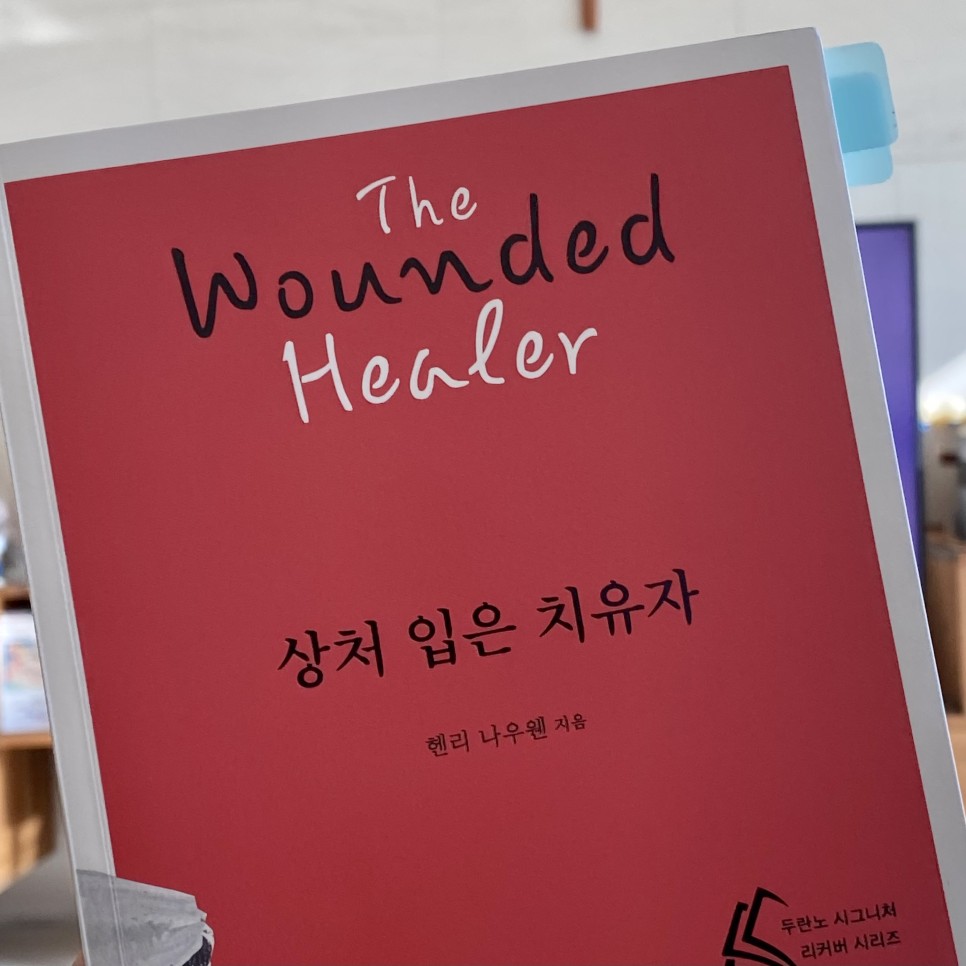 The
Wounded
Healer
상처 입은 치유자
헨리 나우웬 지음
두란노 시그니처
리커버 시리즈